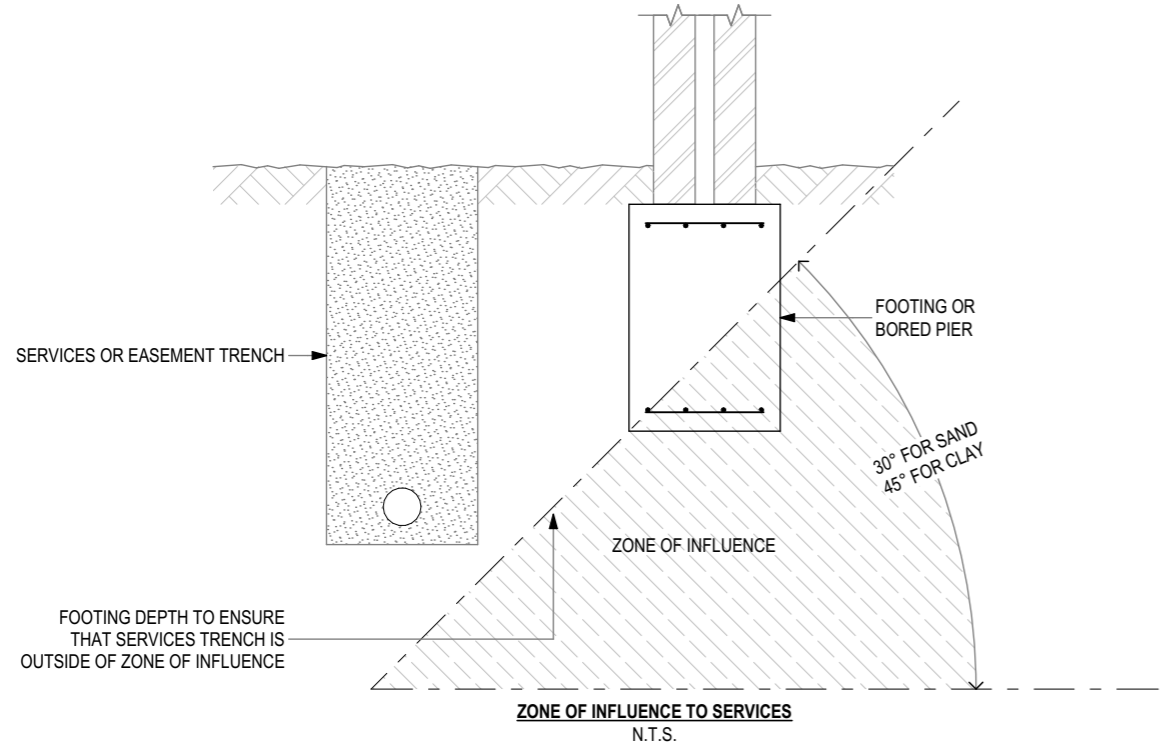 SERVICES OR EASEMENT TRENCH
FOOTING OR
BORED PIER
30° FOR SAND
45° FOR CLAY
ZONE OF INFLUENCE
FOOTING DEPTH TO ENSURE
THAT SERVICES TRENCH IS
OUTSIDE OF ZONE OF INFLUENCE
ZONE OF INFLUENCE TO SERVICES
N.T.S.